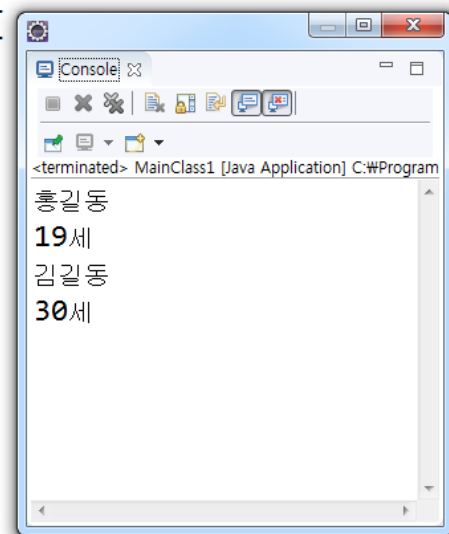 Console
<terminated> MainClass1 [Java Application] C:₩Program
홍길동
19세
김길동
30세